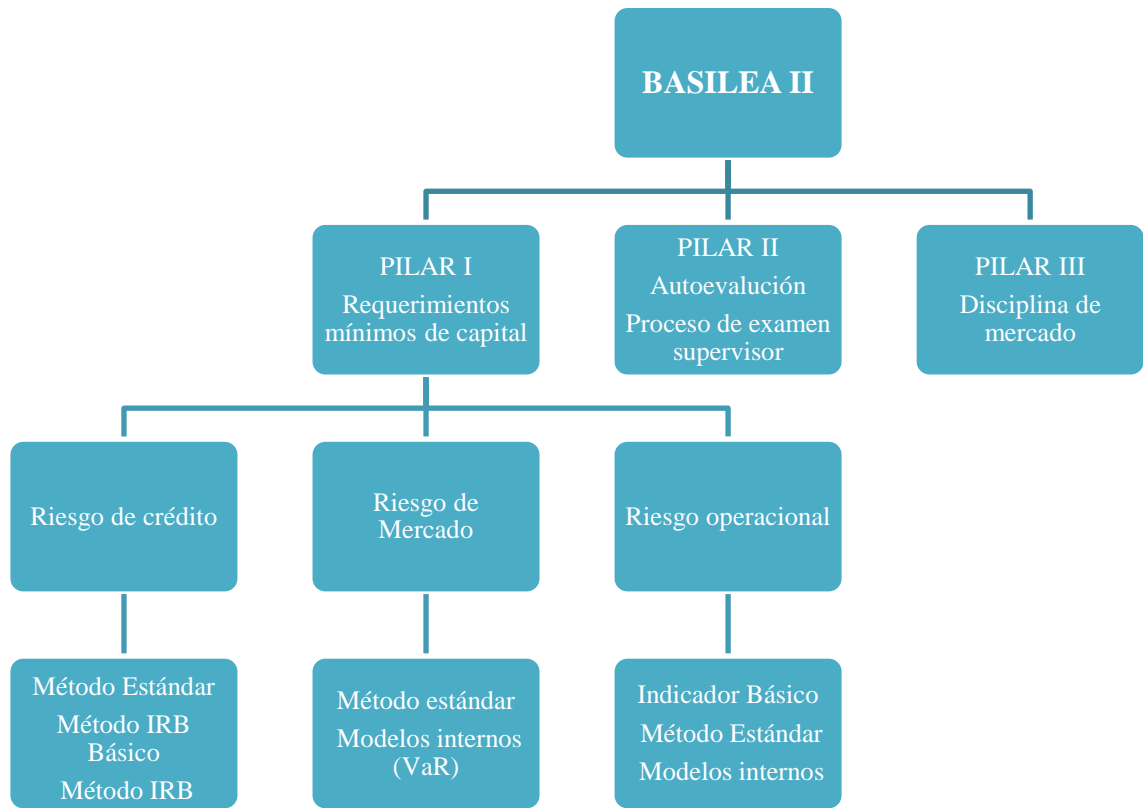 BASILEA II
PILAR I
Requerimientos
mínimos de capital
PILAR II
Autoevalución
Proceso de examen
supervisor
PILAR III
Disciplina de
mercado
Riesgo de crédito
Riesgo de
Mercado
Riesgo operacional
Método Estándar
Método IRB
Básico
Método IRB
Método estándar
Modelos internos
(VaR)
Indicador Básico
Método Estándar
Modelos internos